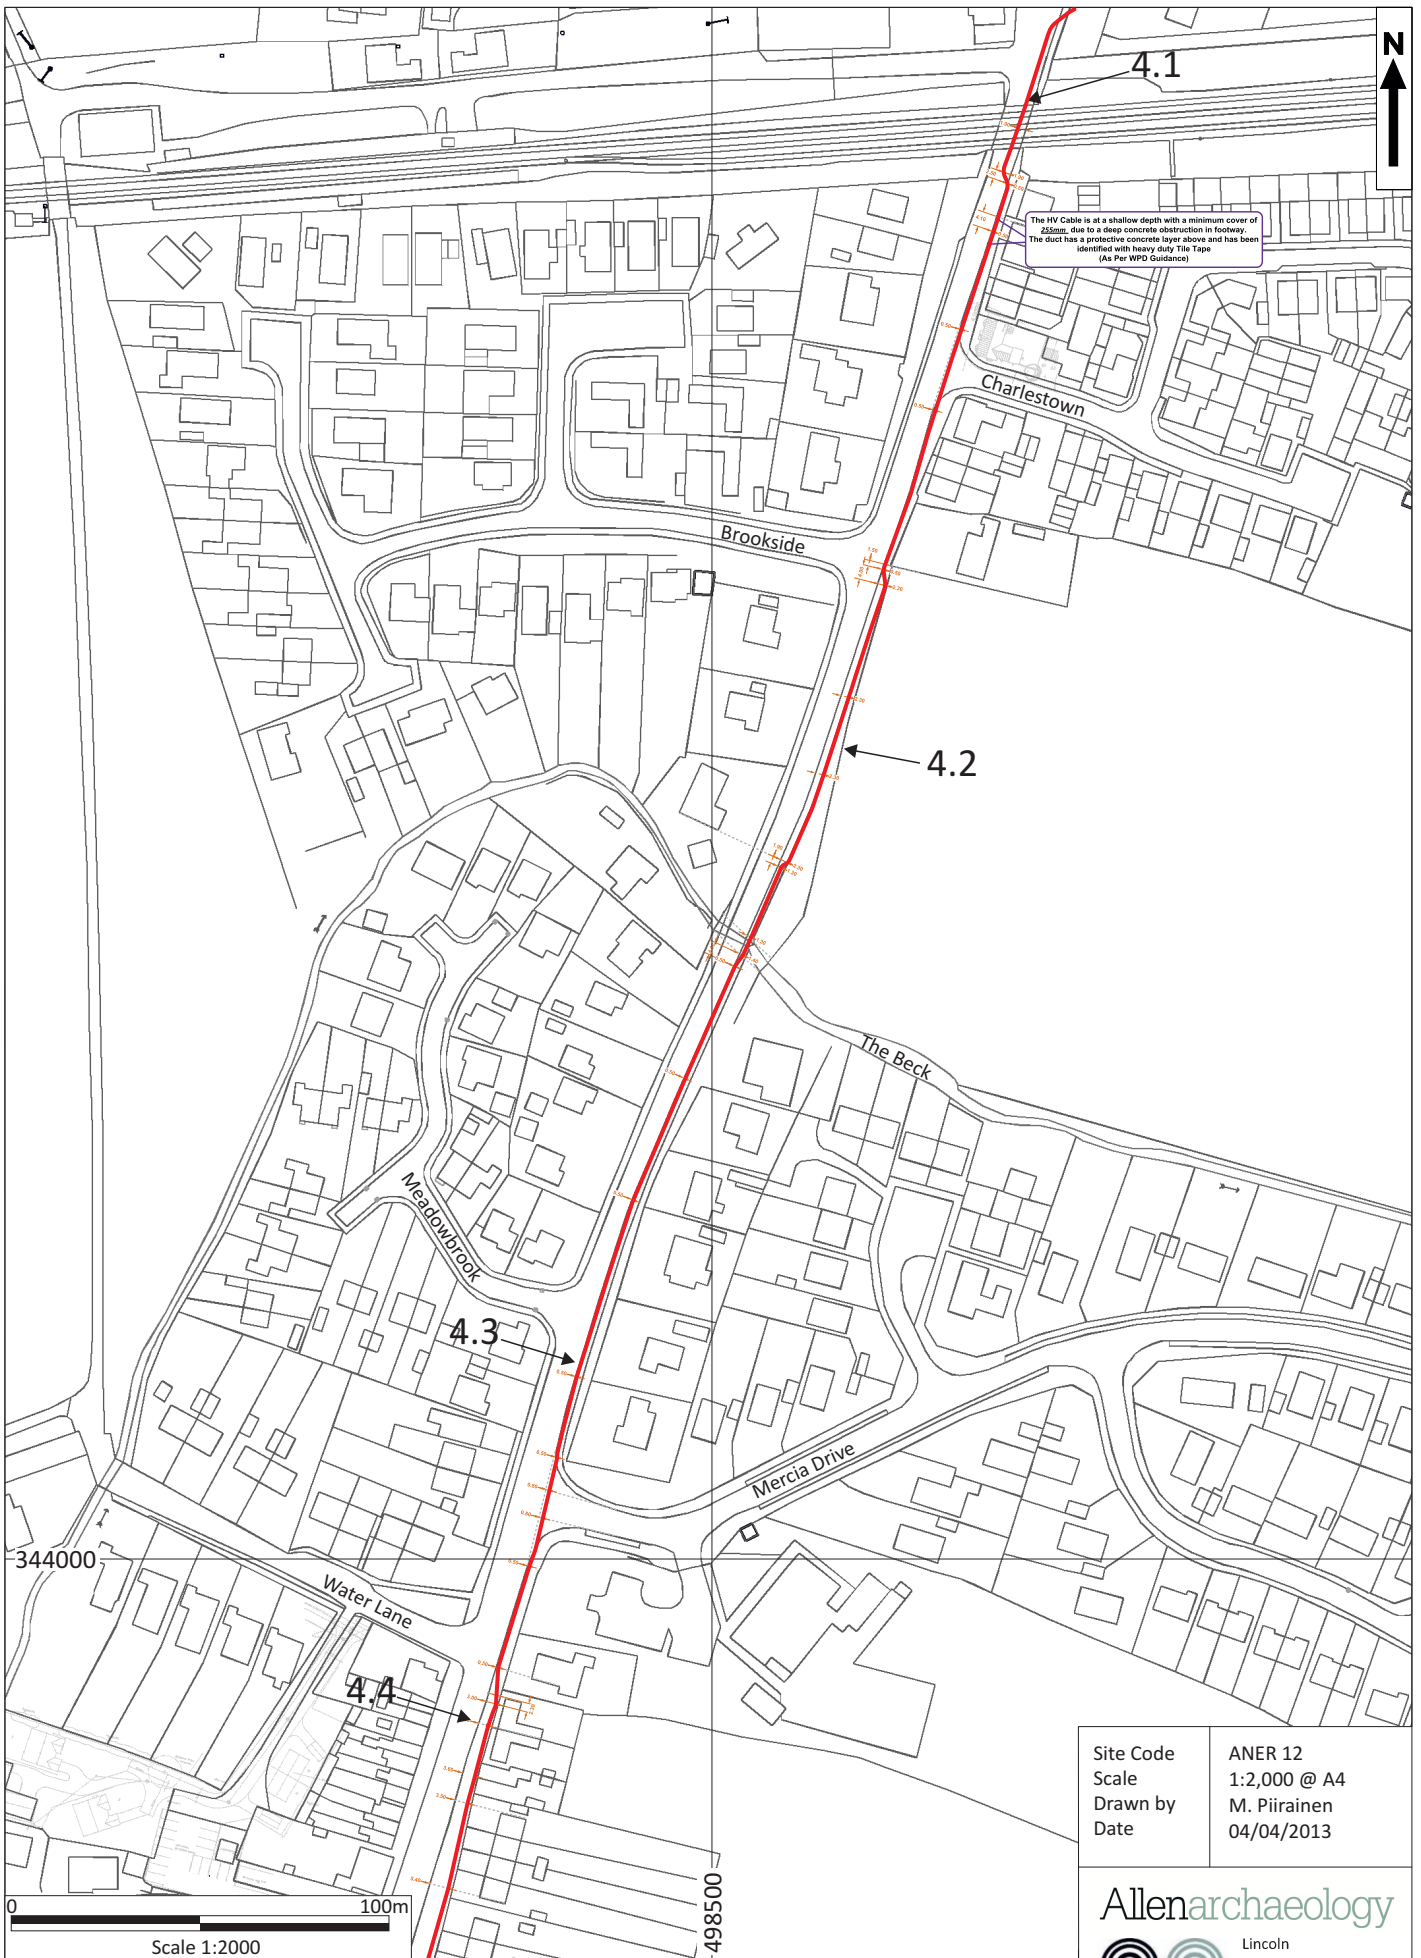 N
4.1
The HV Cable is at a shallow depth with a minimum cover of
255mm due to a deep concrete obstruction in footway.
The duct has a protective concrete layer above and has been
identified with heavy duty Tile Tape
(As Per WPD Guidance)
Charlestown
Brookside
4.2
The Beck
Meadowbrook
4.3
Mercia Drive
344000
Water Lane
4.4
498500
0 100m
Scale 1:2000
Site Code ANER 12
Scale 1:2,000 @ A4
Drawn by M. Piirainen
Date 04/04/2013
Allenarchaeology
Lincoln